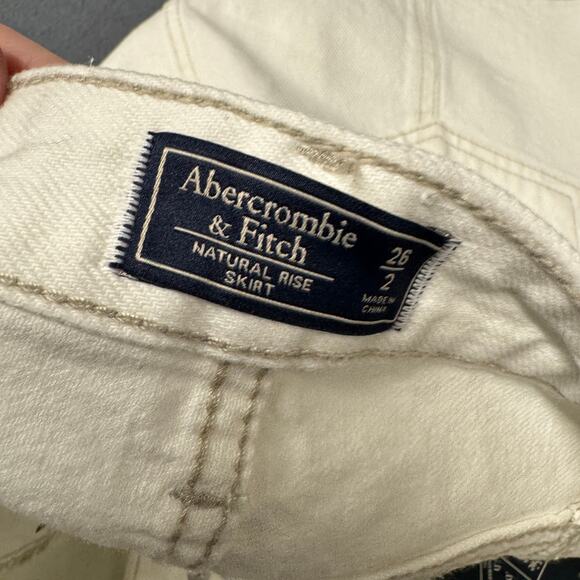 Abercrombie
& Fitch
NATURAL RISE
SKIRT
26
2
MADE IN
CHINA